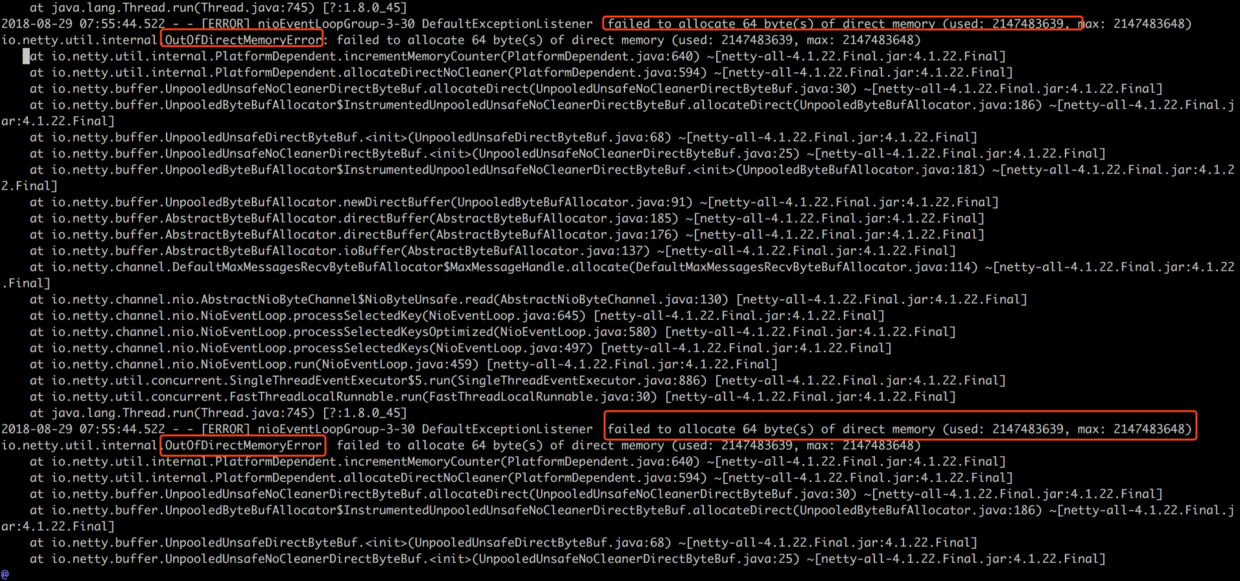 at java.lang.Thread.run(Thread.java:745) [?:1.8.0_45]
2018-08-29 07:55:44.522 - - [ERROR] nioEventLoopGroup-3-30 DefaultExceptionListener  failed to allocate 64 byte(s) of direct memory (used: 2147483639, max: 2147483648)
io.netty.util.internal.OutOfDirectMemoryError: failed to allocate 64 byte(s) of direct memory (used: 2147483639, max: 2147483648)
    at io.netty.util.internal.PlatformDependent.incrementMemoryCounter(PlatformDependent.java:640) ~[netty-all-4.1.22.Final.jar:4.1.22.Final]
    at io.netty.util.internal.PlatformDependent.allocateDirectNoCleaner(PlatformDependent.java:594) ~[netty-all-4.1.22.Final.jar:4.1.22.Final]
    at io.netty.buffer.UnpooledUnsafeNoCleanerDirectByteBuf.allocateDirect(UnpooledUnsafeNoCleanerDirectByteBuf.java:30) ~[netty-all-4.1.22.Final.jar:4.1.22.Final]
    at io.netty.buffer.UnpooledByteBufAllocator$InstrumentedUnpooledUnsafeNoCleanerDirectByteBuf.allocateDirect(UnpooledByteBufAllocator.java:186) ~[netty-all-4.1.22.Final.j
ar:4.1.22.Final]
    at io.netty.buffer.UnpooledUnsafeDirectByteBuf.<init>(UnpooledUnsafeDirectByteBuf.java:68) ~[netty-all-4.1.22.Final.jar:4.1.22.Final]
    at io.netty.buffer.UnpooledUnsafeNoCleanerDirectByteBuf.<init>(UnpooledUnsafeNoCleanerDirectByteBuf.java:25) ~[netty-all-4.1.22.Final.jar:4.1.22.Final]
    at io.netty.buffer.UnpooledByteBufAllocator$InstrumentedUnpooledUnsafeNoCleanerDirectByteBuf.<init>(UnpooledByteBufAllocator.java:181) ~[netty-all-4.1.22.Final.jar:4.1.2
2.Final]
    at io.netty.buffer.UnpooledByteBufAllocator.newDirectBuffer(UnpooledByteBufAllocator.java:91) ~[netty-all-4.1.22.Final.jar:4.1.22.Final]
    at io.netty.buffer.AbstractByteBufAllocator.directBuffer(AbstractByteBufAllocator.java:185) ~[netty-all-4.1.22.Final.jar:4.1.22.Final]
    at io.netty.buffer.AbstractByteBufAllocator.directBuffer(AbstractByteBufAllocator.java:176) ~[netty-all-4.1.22.Final.jar:4.1.22.Final]
    at io.netty.buffer.AbstractByteBufAllocator.ioBuffer(AbstractByteBufAllocator.java:137) ~[netty-all-4.1.22.Final.jar:4.1.22.Final]
    at io.netty.channel.DefaultMaxMessagesRecvByteBufAllocator$MaxMessageHandle.allocate(DefaultMaxMessagesRecvByteBufAllocator.java:114) ~[netty-all-4.1.22.Final.jar:4.1.22
.Final]
    at io.netty.channel.nio.AbstractNioByteChannel$NioByteUnsafe.read(AbstractNioByteChannel.java:130) [netty-all-4.1.22.Final.jar:4.1.22.Final]
    at io.netty.channel.nio.NioEventLoop.processSelectedKey(NioEventLoop.java:645) [netty-all-4.1.22.Final.jar:4.1.22.Final]
    at io.netty.channel.nio.NioEventLoop.processSelectedKeysOptimized(NioEventLoop.java:580) [netty-all-4.1.22.Final.jar:4.1.22.Final]
    at io.netty.channel.nio.NioEventLoop.processSelectedKeys(NioEventLoop.java:497) [netty-all-4.1.22.Final.jar:4.1.22.Final]
    at io.netty.channel.nio.NioEventLoop.run(NioEventLoop.java:459) [netty-all-4.1.22.Final.jar:4.1.22.Final]
    at io.netty.util.concurrent.SingleThreadEventExecutor$5.run(SingleThreadEventExecutor.java:886) [netty-all-4.1.22.Final.jar:4.1.22.Final]
    at io.netty.util.concurrent.FastThreadLocalRunnable.run(FastThreadLocalRunnable.java:30) [netty-all-4.1.22.Final.jar:4.1.22.Final]
    at java.lang.Thread.run(Thread.java:745) [?:1.8.0_45]
2018-08-29 07:55:44.522 - - [ERROR] nioEventLoopGroup-3-30 DefaultExceptionListener  failed to allocate 64 byte(s) of direct memory (used: 2147483639, max: 2147483648)
io.netty.util.internal.OutOfDirectMemoryError: failed to allocate 64 byte(s) of direct memory (used: 2147483639, max: 2147483648)
    at io.netty.util.internal.PlatformDependent.incrementMemoryCounter(PlatformDependent.java:640) ~[netty-all-4.1.22.Final.jar:4.1.22.Final]
    at io.netty.util.internal.PlatformDependent.allocateDirectNoCleaner(PlatformDependent.java:594) ~[netty-all-4.1.22.Final.jar:4.1.22.Final]
    at io.netty.buffer.UnpooledUnsafeNoCleanerDirectByteBuf.allocateDirect(UnpooledUnsafeNoCleanerDirectByteBuf.java:30) ~[netty-all-4.1.22.Final.jar:4.1.22.Final]
    at io.netty.buffer.UnpooledByteBufAllocator$InstrumentedUnpooledUnsafeNoCleanerDirectByteBuf.allocateDirect(UnpooledByteBufAllocator.java:186) ~[netty-all-4.1.22.Final.j
ar:4.1.22.Final]
    at io.netty.buffer.UnpooledUnsafeDirectByteBuf.<init>(UnpooledUnsafeDirectByteBuf.java:68) ~[netty-all-4.1.22.Final.jar:4.1.22.Final]
    at io.netty.buffer.UnpooledUnsafeNoCleanerDirectByteBuf.<init>(UnpooledUnsafeNoCleanerDirectByteBuf.java:25) ~[netty-all-4.1.22.Final.jar:4.1.22.Final]
@